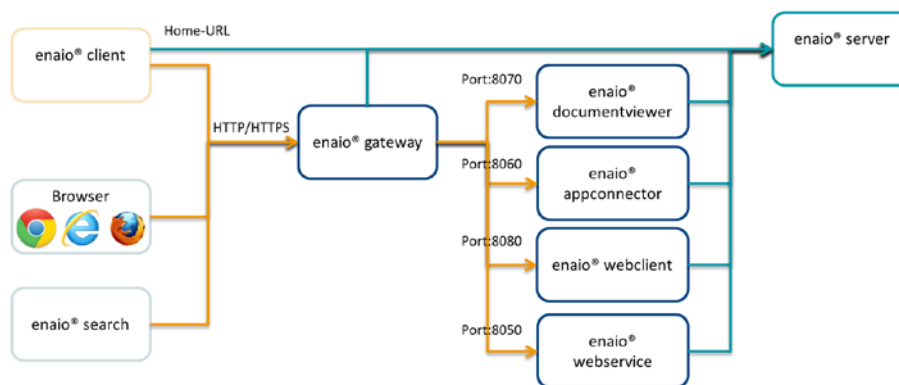 Home-URL
enaio® client
enaio® server
Port:8070
enaio®
documentviewer
HTTP/HTTPS
enaio® gateway
Port:8060
enaio®
appconnector
Browser
Port:8080
enaio® webclient
enaio® search
Port:8050
enaio®
webservice